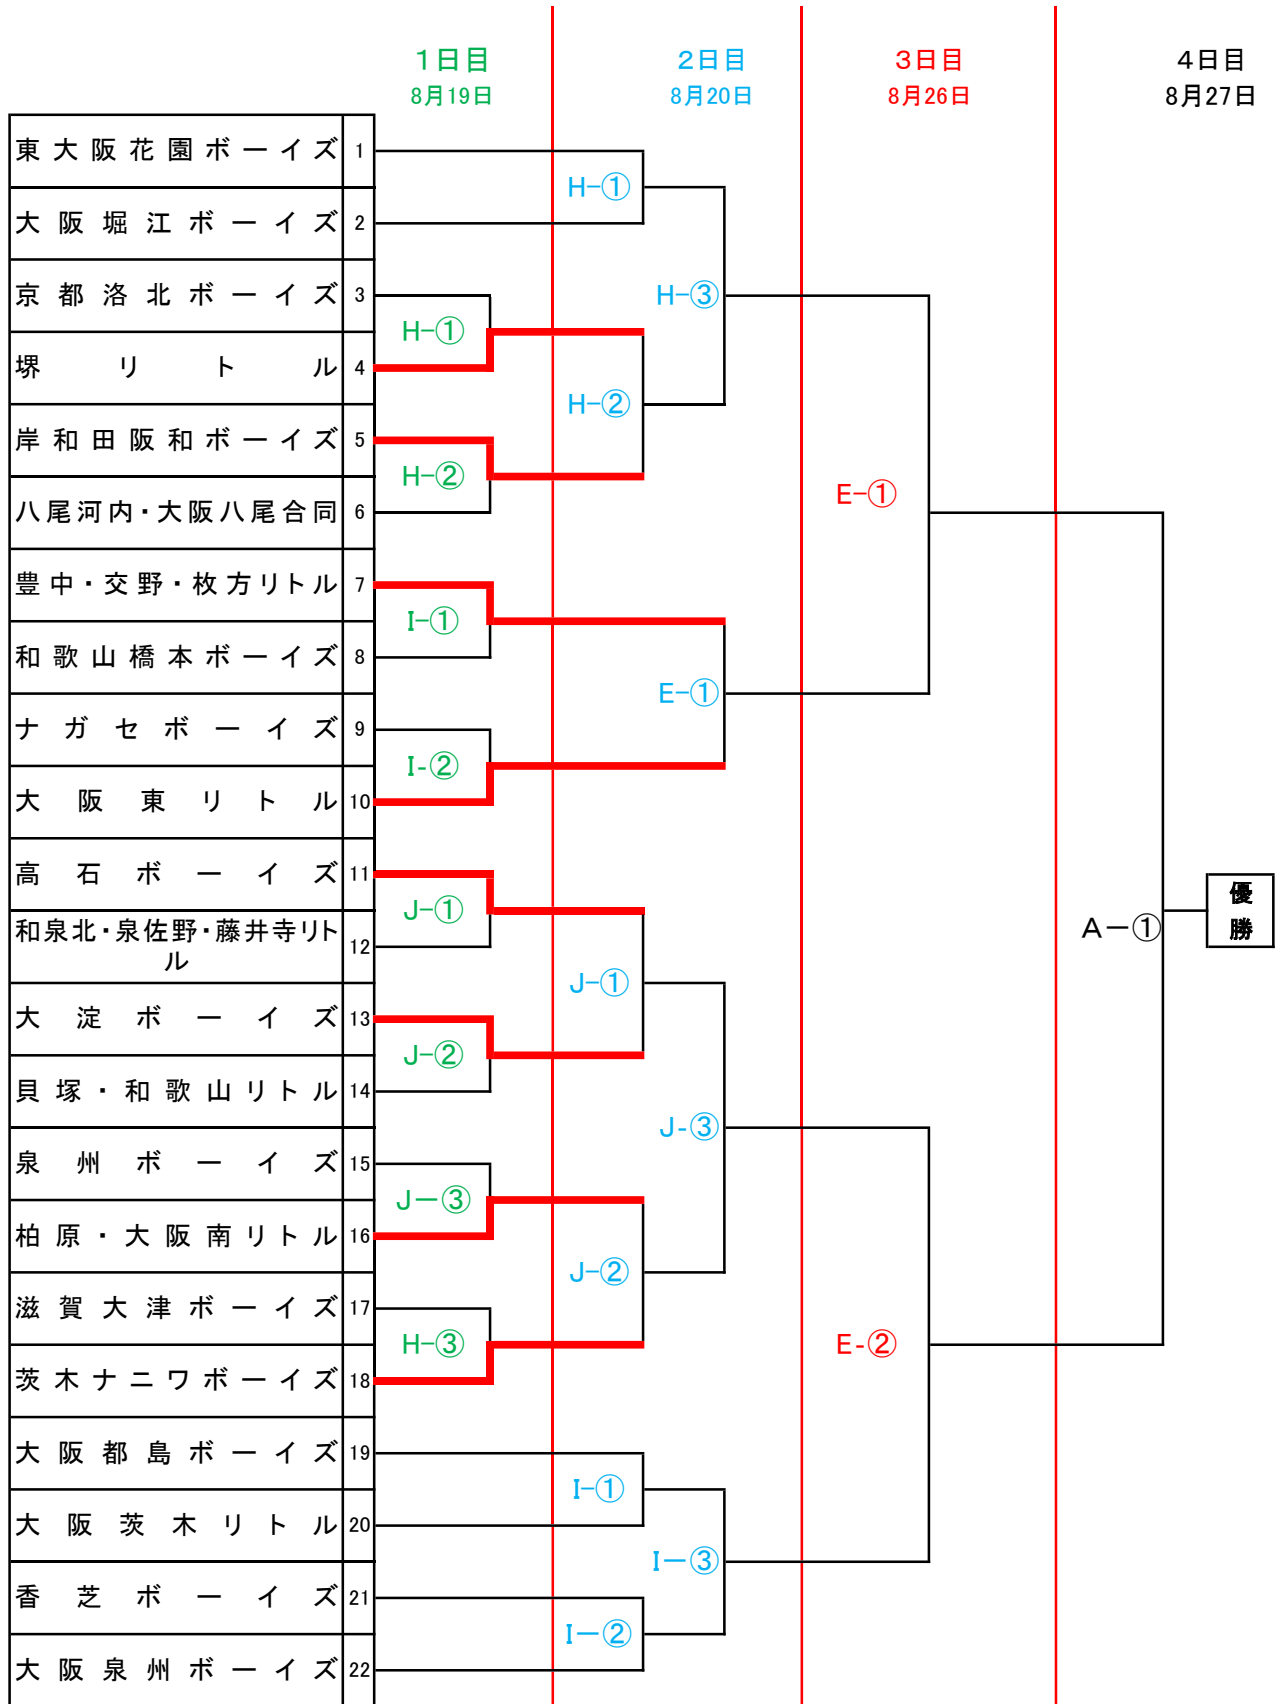 1日目
2日目
3日目
4日目
8月19日
8月20日
8月26日
8月27日
東大阪花園ボーイズ 1
H-①
大阪堀江ボーイズ 2
京都洛北ボーイズ 3
H-③
H-①
堺リトル 4
H-②
岸和田阪和ボーイズ 5
H-②
E-①
八尾河内・大阪八尾合同 6
豊中・交野・枚方リトル 7
I-①
和歌山橋本ボーイズ 8
E-①
ナガセボーイズ 9
I-②
大阪東リトル 10
高石ボーイズ 11
優
勝
J-①
A-①
和泉北・泉佐野・藤井寺リト
ル 12
J-①
大淀ボーイズ 13
J-②
貝塚・和歌山リトル 14
J-③
泉州ボーイズ 15
J-③
柏原・大阪南リトル 16
J-②
滋賀大津ボーイズ 17
H-③
E-②
茨木ナニワボーイズ 18
大阪都島ボーイズ 19
I-①
大阪茨木リトル 20
I-③
香芝ボーイズ 21
I-②
大阪泉州ボーイズ 22